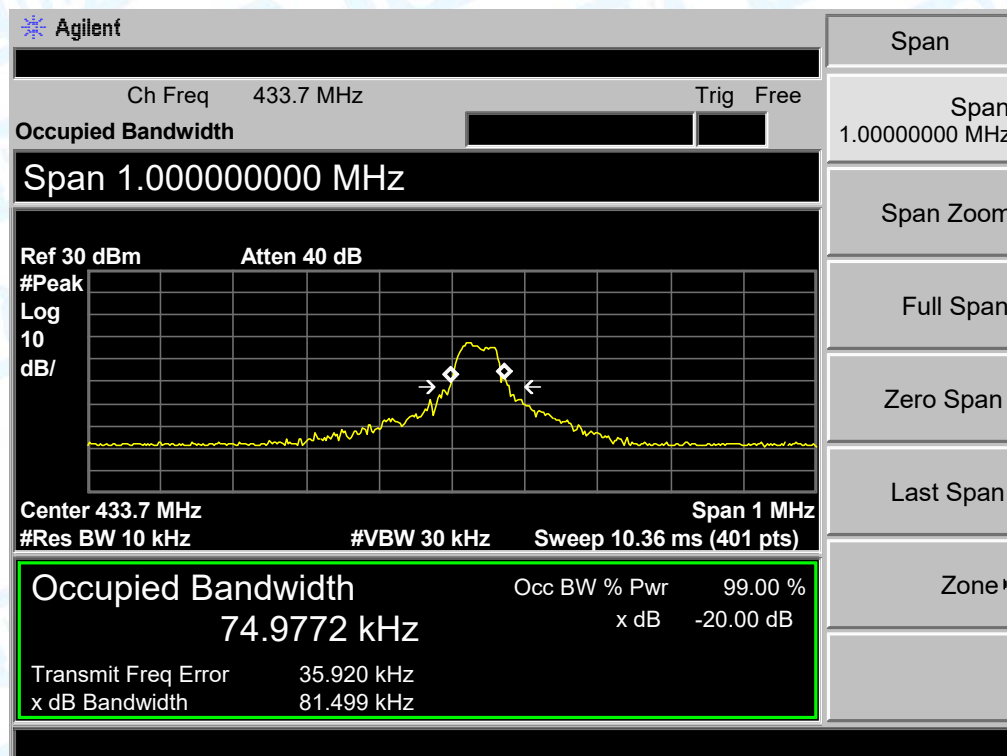 Agilent
Ch Freq 433.7 MHz Trig Free
Occupied Bandwidth
Span 1.000000000 MHz
Ref 30 dBm Atten 40 dB
#Peak
Log
10
dB/
Center 433.7 MHz Span 1 MHz
#Res BW 10 kHz #VBW 30 kHz Sweep 10.36 ms (401 pts)
Occupied Bandwidth
74.9772 kHz
Occ BW % Pwr 99.00 %
x dB -20.00 dB
Transmit Freq Error 35.920 kHz
x dB Bandwidth 81.499 kHz
Span
Span
1.00000000 MHz
Span Zoom
Full Span
Zero Span
Last Span
Zone